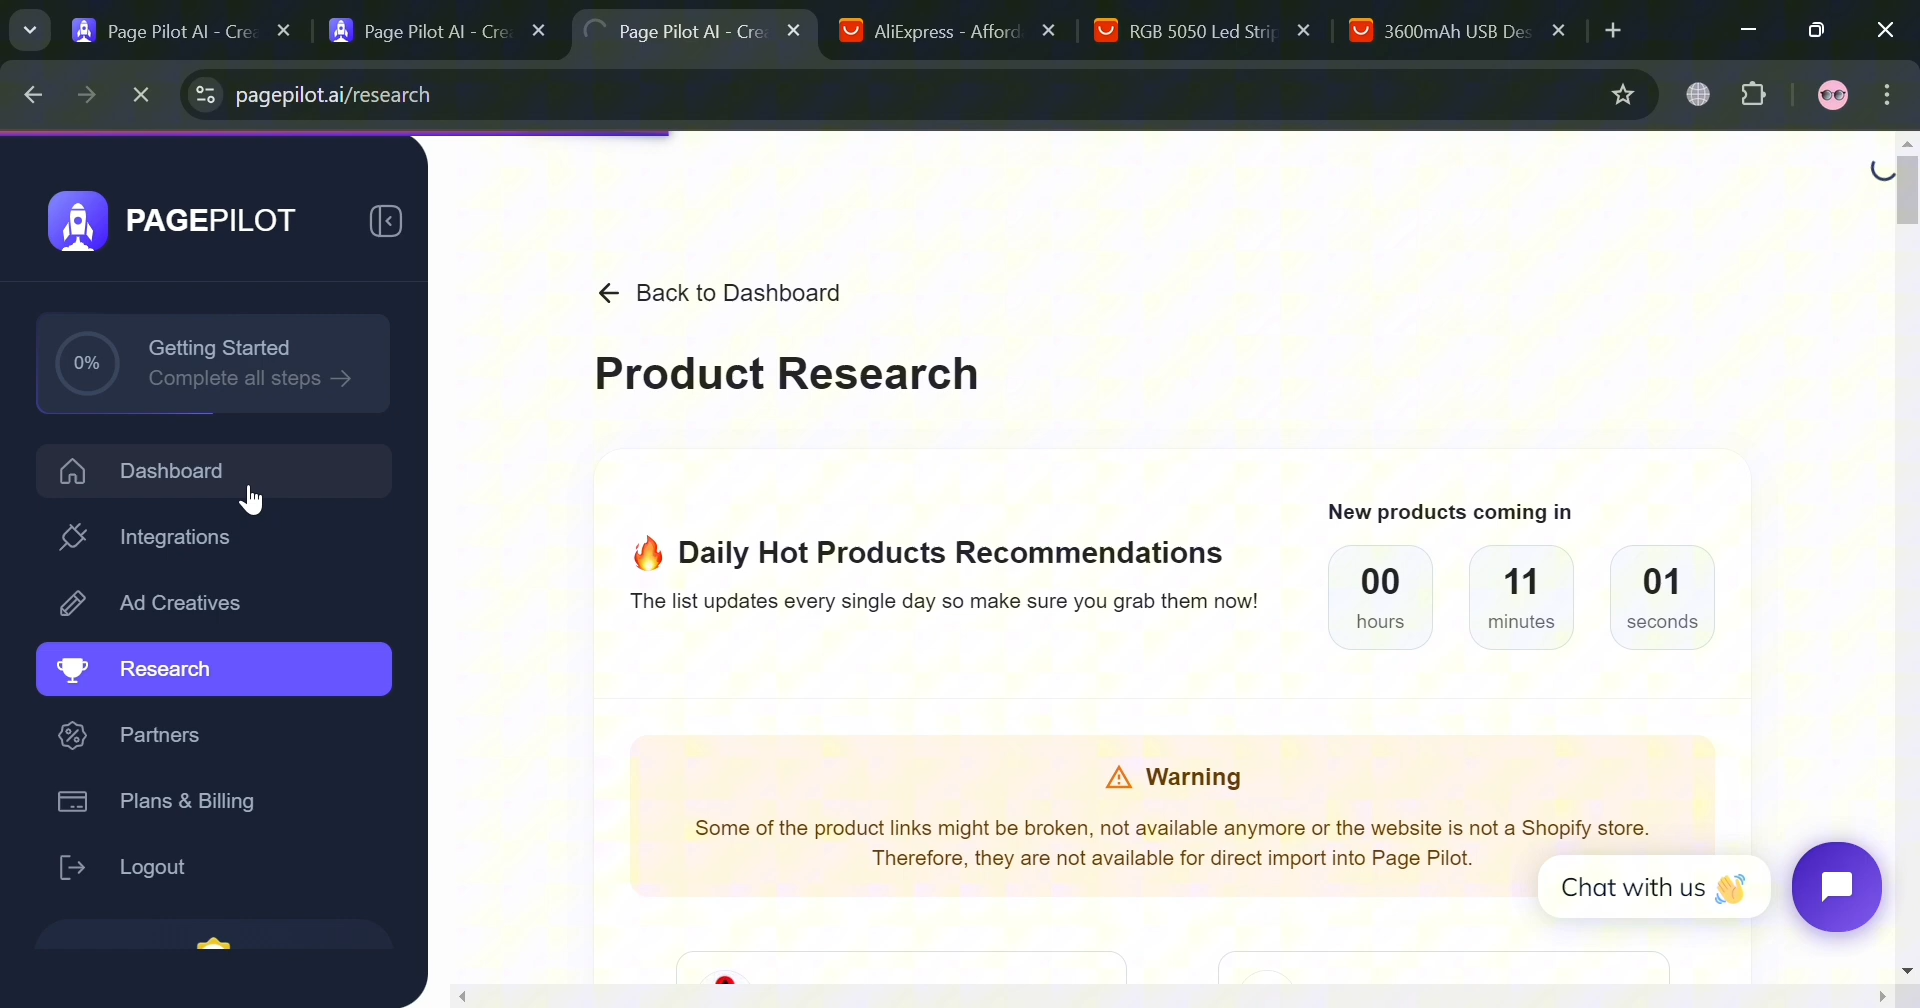 Page Pilot AI - Cre
Page Pilot AI - Cre
Page Pilot AI - Cre
AliExpress - Afford
RGB 5050 Led Strip
3600mAh USB Des
pagepilot.ai/research
PAGEPILOT
0%
Getting Started
Complete all steps →
Dashboard
Integrations
Ad Creatives
Research
Partners
Plans & Billing
Logout
← Back to Dashboard
Product Research
🔥 Daily Hot Products Recommendations
The list updates every single day so make sure you grab them now!
New products coming in
00 11 01
hours minutes seconds
Warning
Some of the product links might be broken, not available anymore or the website is not a Shopify store.
Therefore, they are not available for direct import into Page Pilot.
Chat with us 👋